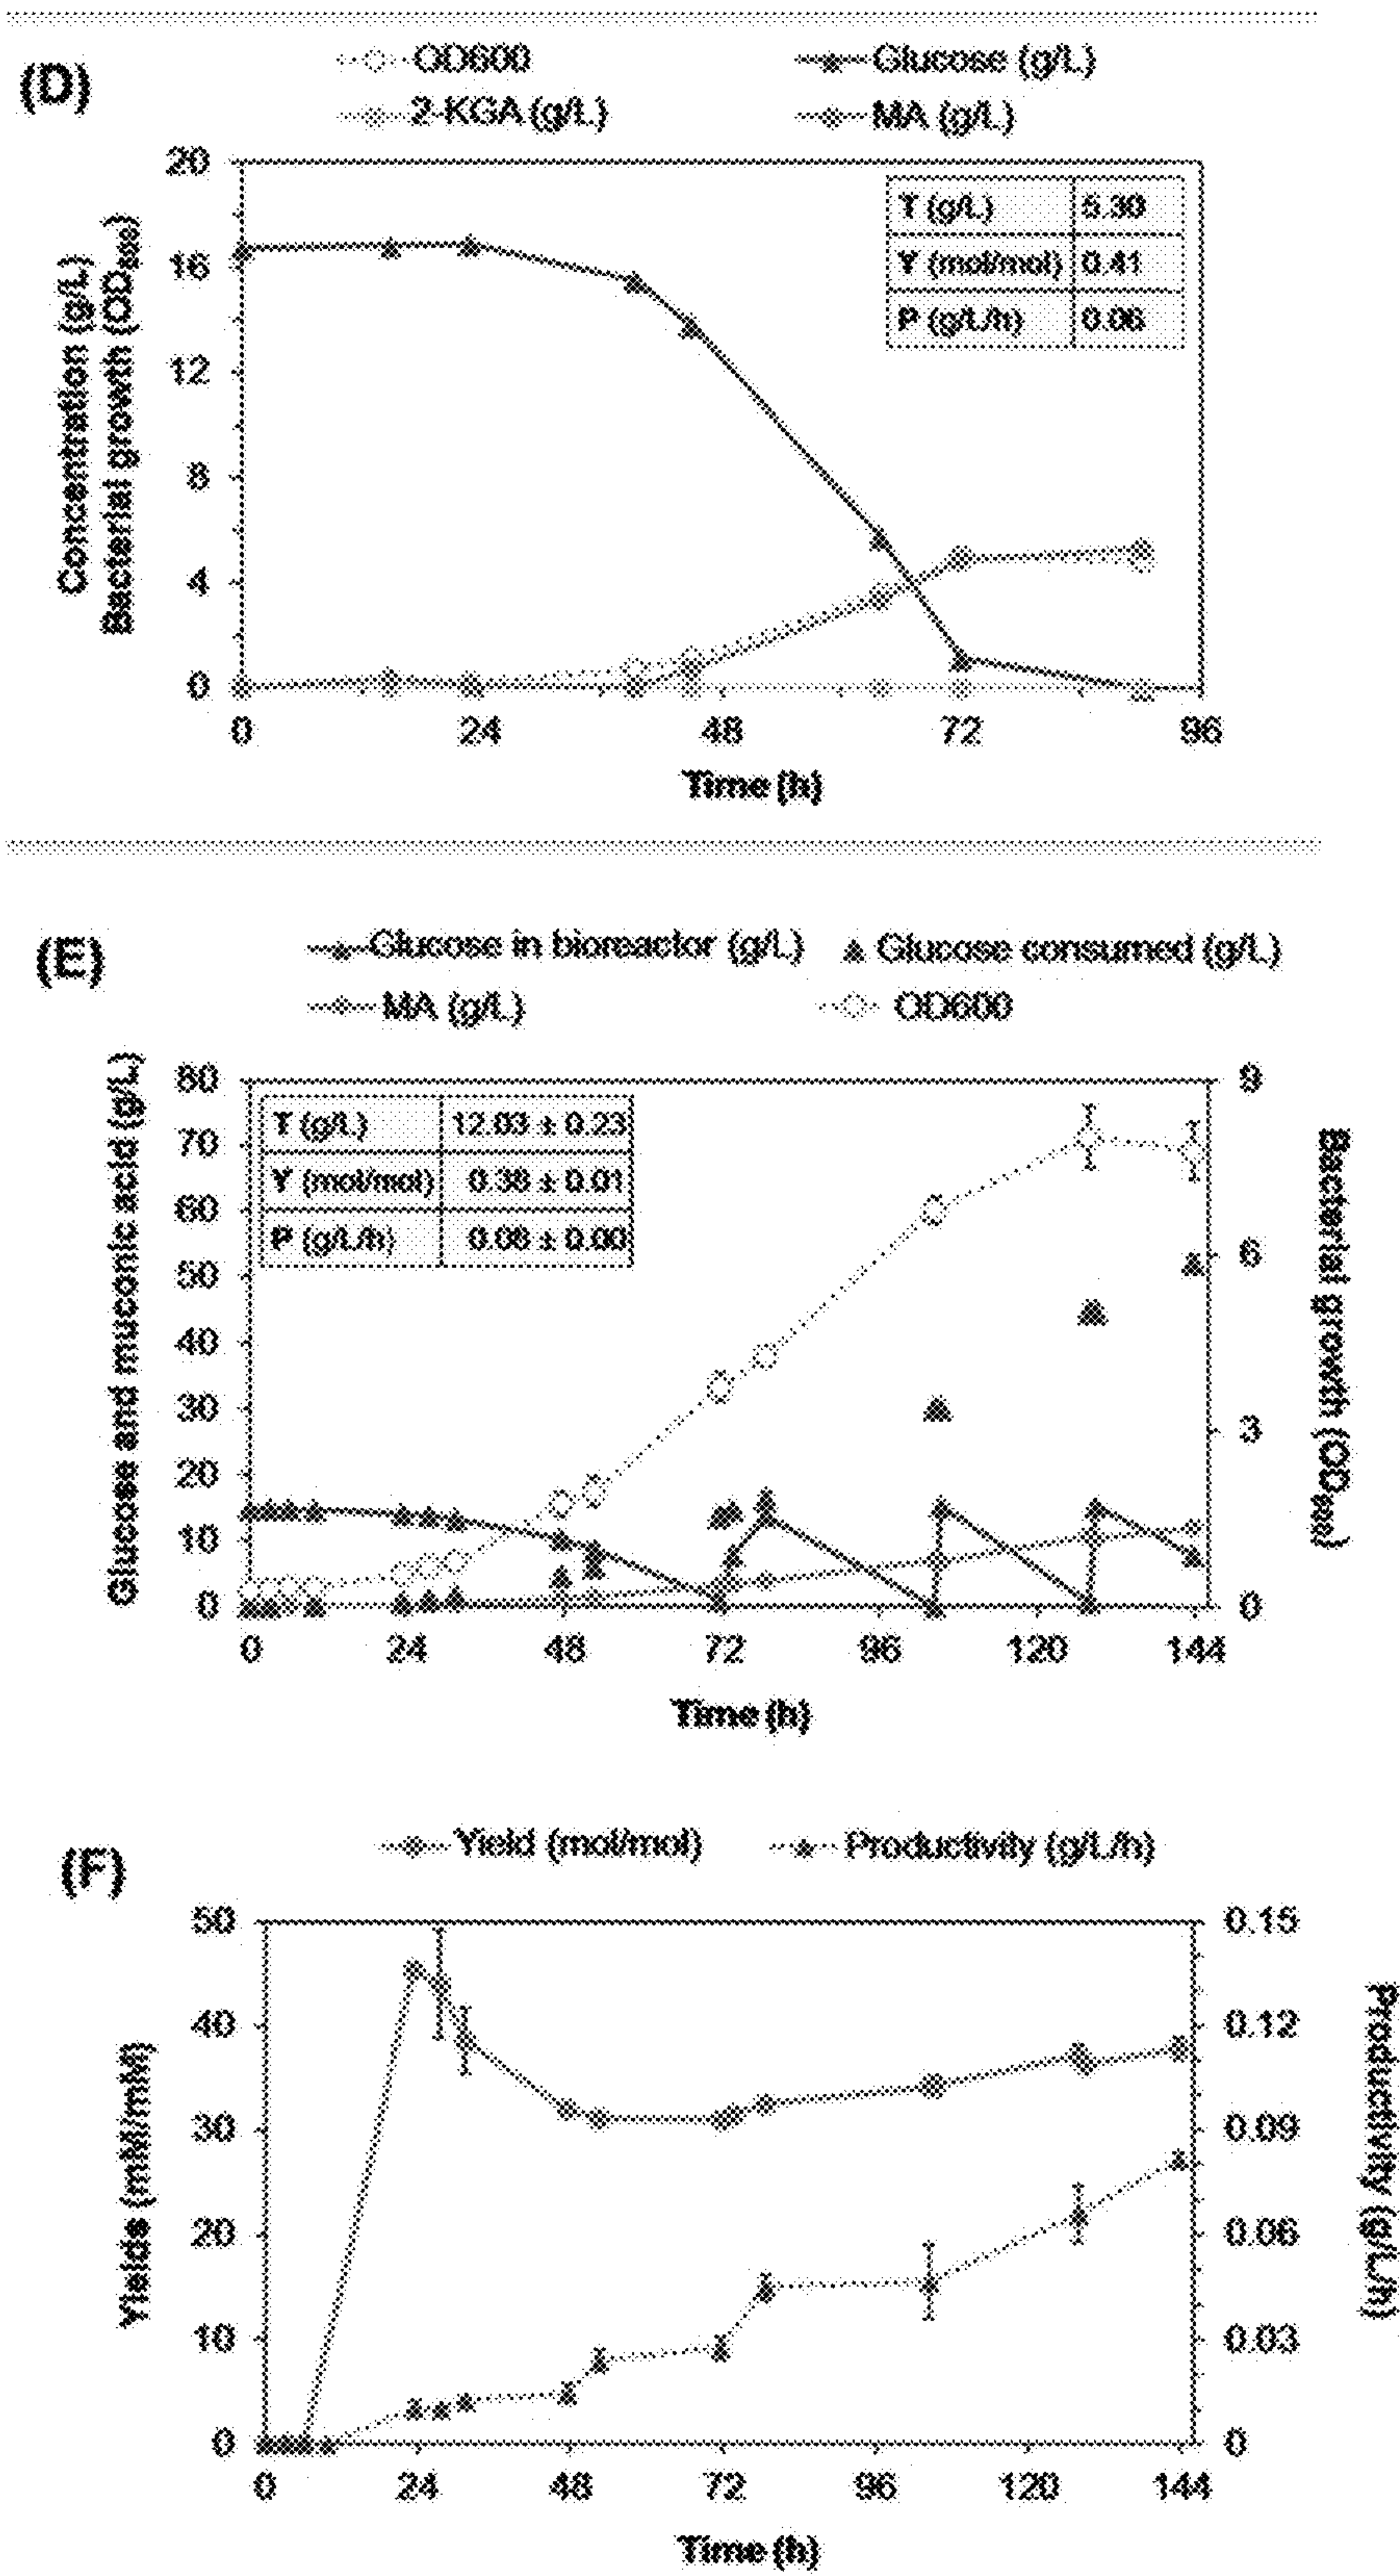 (D)
OD600
Glucose (g/L)
2-KGA (g/L)
MA (g/L)
Concentration (g/L)
Bacterial growth (OD600)
20
16
12
8
4
0
T (g/L) 5.30
Y (mol/mol) 0.41
P (g/L/h) 0.06
0 24 48 72 96
Time (h)
(E)
Glucose in bioreactor (g/L)
Glucose consumed (g/L)
MA (g/L)
OD600
Glucose and muconic acid (g/L)
80
70
60
50
40
30
20
10
0
T (g/L) 12.03 ± 0.23
Y (mol/mol) 0.38 ± 0.01
P (g/L/h) 0.08 ± 0.00
9
6
3
0
Bacterial growth (OD600)
0 24 48 72 96 120 144
Time (h)
(F)
Yield (mol/mol)
Productivity (g/L/h)
Yields (mM/mM)
50
40
30
20
10
0
0.15
0.12
0.09
0.06
0.03
0
Productivity (g/L/h)
0 24 48 72 96 120 144
Time (h)